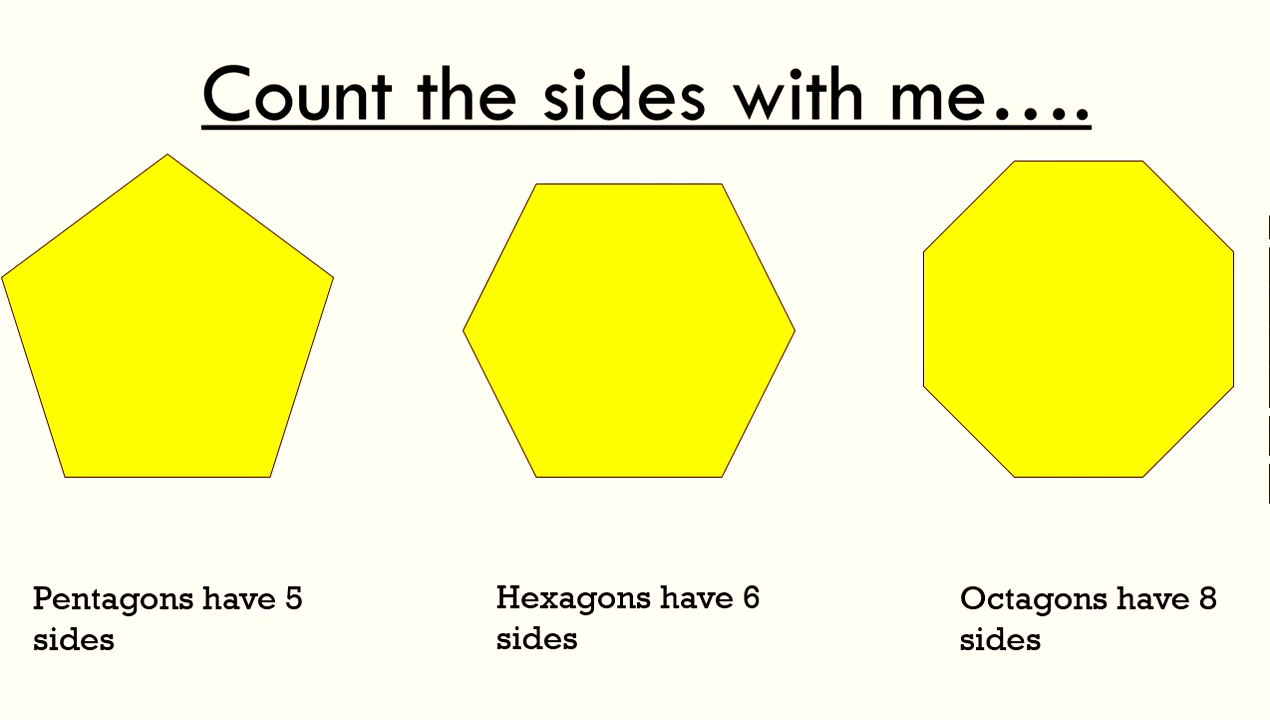 Count the sides with me....
Pentagons have 5
sides
Hexagons have 6
sides
Octagons have 8
sides